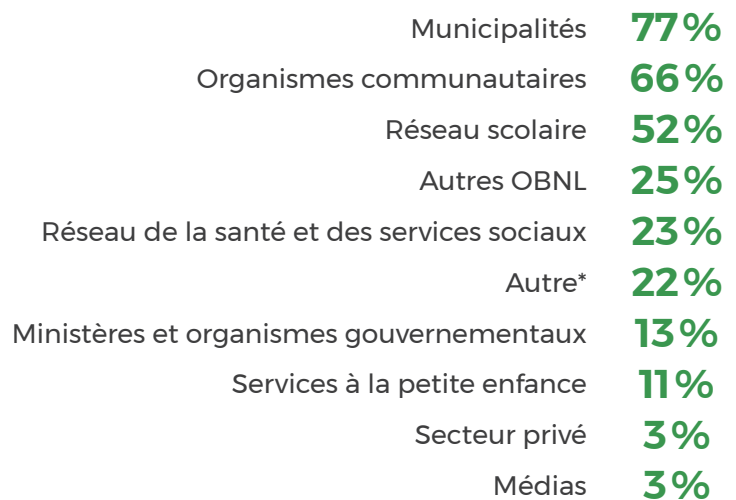 Municipalités 77 %
Organismes communautaires 66 %
Réseau scolaire 52 %
Autres OBNL 25 %
Réseau de la santé et des services sociaux 23 %
Autre* 22 %
Ministères et organismes gouvernementaux 13 %
Services à la petite enfance 11 %
Secteur privé 3 %
Médias 3 %